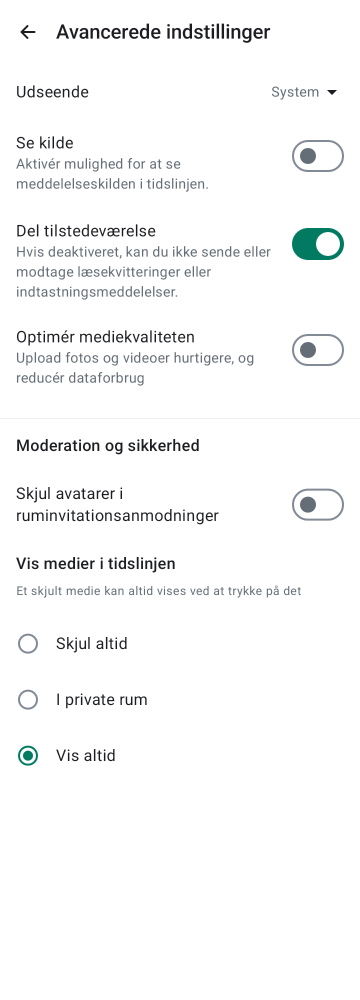 Avancerede indstillinger
Udseende
System
Se kilde
Aktivér mulighed for at se
meddelelseskilden i tidslinjen.
Del tilstedeværelse
Hvis deaktiveret, kan du ikke sende eller
modtage læsekvitteringer eller
indtastningsmeddelelser.
Optimér mediekvaliteten
Upload fotos og videoer hurtigere, og
reducér dataforbrug
Moderation og sikkerhed
Skjul avatarer i
ruminvitationsanmodninger
Vis medier i tidslinjen
Et skjult medie kan altid vises ved at trykke på det
Skjul altid
I private rum
Vis altid